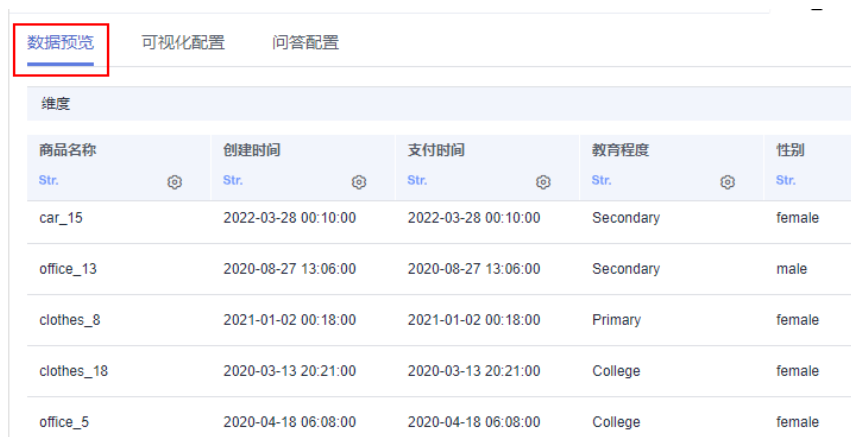 数据预览 可视化配置 问答配置
维度
商品名称 创建时间 支付时间 教育程度 性别
Str. Str. Str. Str. Str.
car_15 2022-03-28 00:10:00 2022-03-28 00:10:00 Secondary female
office_13 2020-08-27 13:06:00 2020-08-27 13:06:00 Secondary male
clothes_8 2021-01-02 00:18:00 2021-01-02 00:18:00 Primary female
clothes_18 2020-03-13 20:21:00 2020-03-13 20:21:00 College female
office_5 2020-04-18 06:08:00 2020-04-18 06:08:00 College female